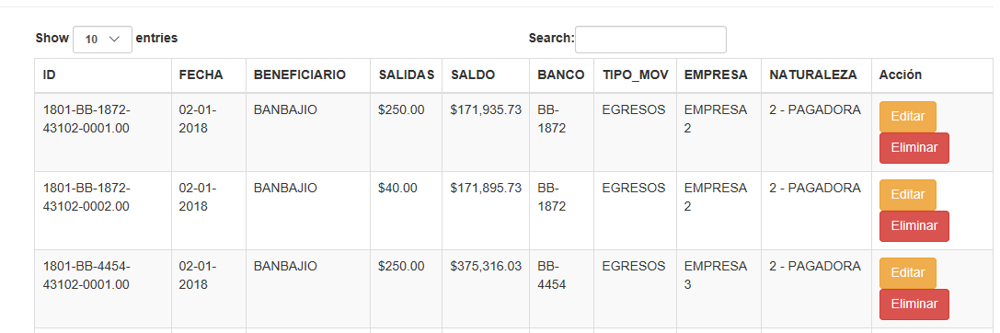 Show 10 entries Search:
ID FECHA BENEFICIARIO SALIDAS SALDO BANCO TIPO_MOV EMPRESA NATURALEZA Acción
1801-BB-1872- 02-01- BANBAJIO $250.00 $171,935.73 BB- EGRESOS EMPRESA 2 - PAGADORA Editar
43102-0001.00 2018 1872 2
Eliminar
1801-BB-1872- 02-01- BANBAJIO $40.00 $171,895.73 BB- EGRESOS EMPRESA 2 - PAGADORA Editar
43102-0002.00 2018 1872 2
Eliminar
1801-BB-4454- 02-01- BANBAJIO $250.00 $375,316.03 BB- EGRESOS EMPRESA 2 - PAGADORA Editar
43102-0001.00 2018 4454 3
Eliminar